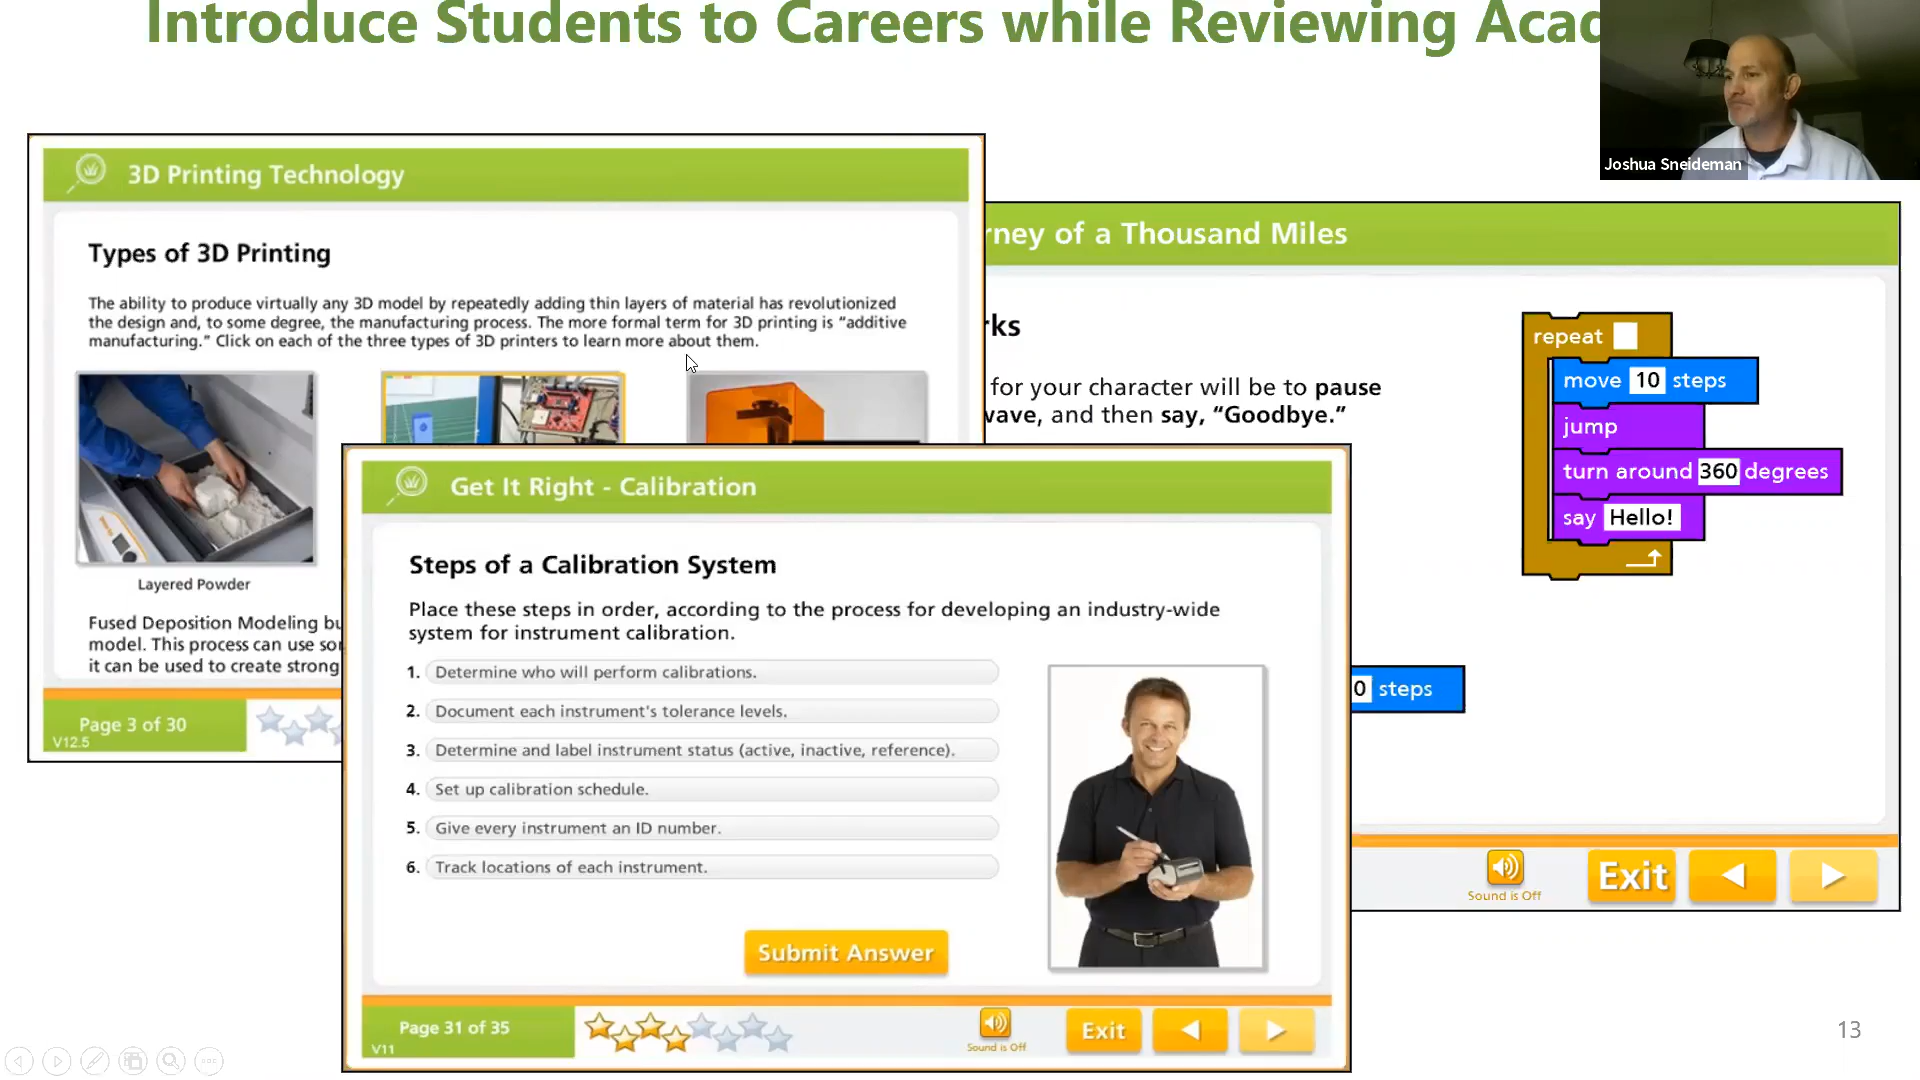 Introduce Students to Careers while Reviewing Acad
Joshua Sneideman
3D Printing Technology
Types of 3D Printing
The ability to produce virtually any 3D model by repeatedly adding thin layers of material has revolutionized
the design and, to some degree, the manufacturing process. The more formal term for 3D printing is “additive
manufacturing.” Click on each of the three types of 3D printers to learn more about them.
Layered Powder
Fused Deposition Modeling bu
model. This process can use so
it can be used to create strong
Page 3 of 30
V12.5
rney of a Thousand Miles
rks
for your character will be to pause
wave, and then say, “Goodbye.”
repeat
move 10 steps
jump
turn around 360 degrees
say Hello!
0 steps
Sound is Off
Exit
Get It Right - Calibration
Steps of a Calibration System
Place these steps in order, according to the process for developing an industry-wide
system for instrument calibration.
1. Determine who will perform calibrations.
2. Document each instrument's tolerance levels.
3. Determine and label instrument status (active, inactive, reference).
4. Set up calibration schedule.
5. Give every instrument an ID number.
6. Track locations of each instrument.
Submit Answer
Page 31 of 35
V11
Sound is Off
Exit
13